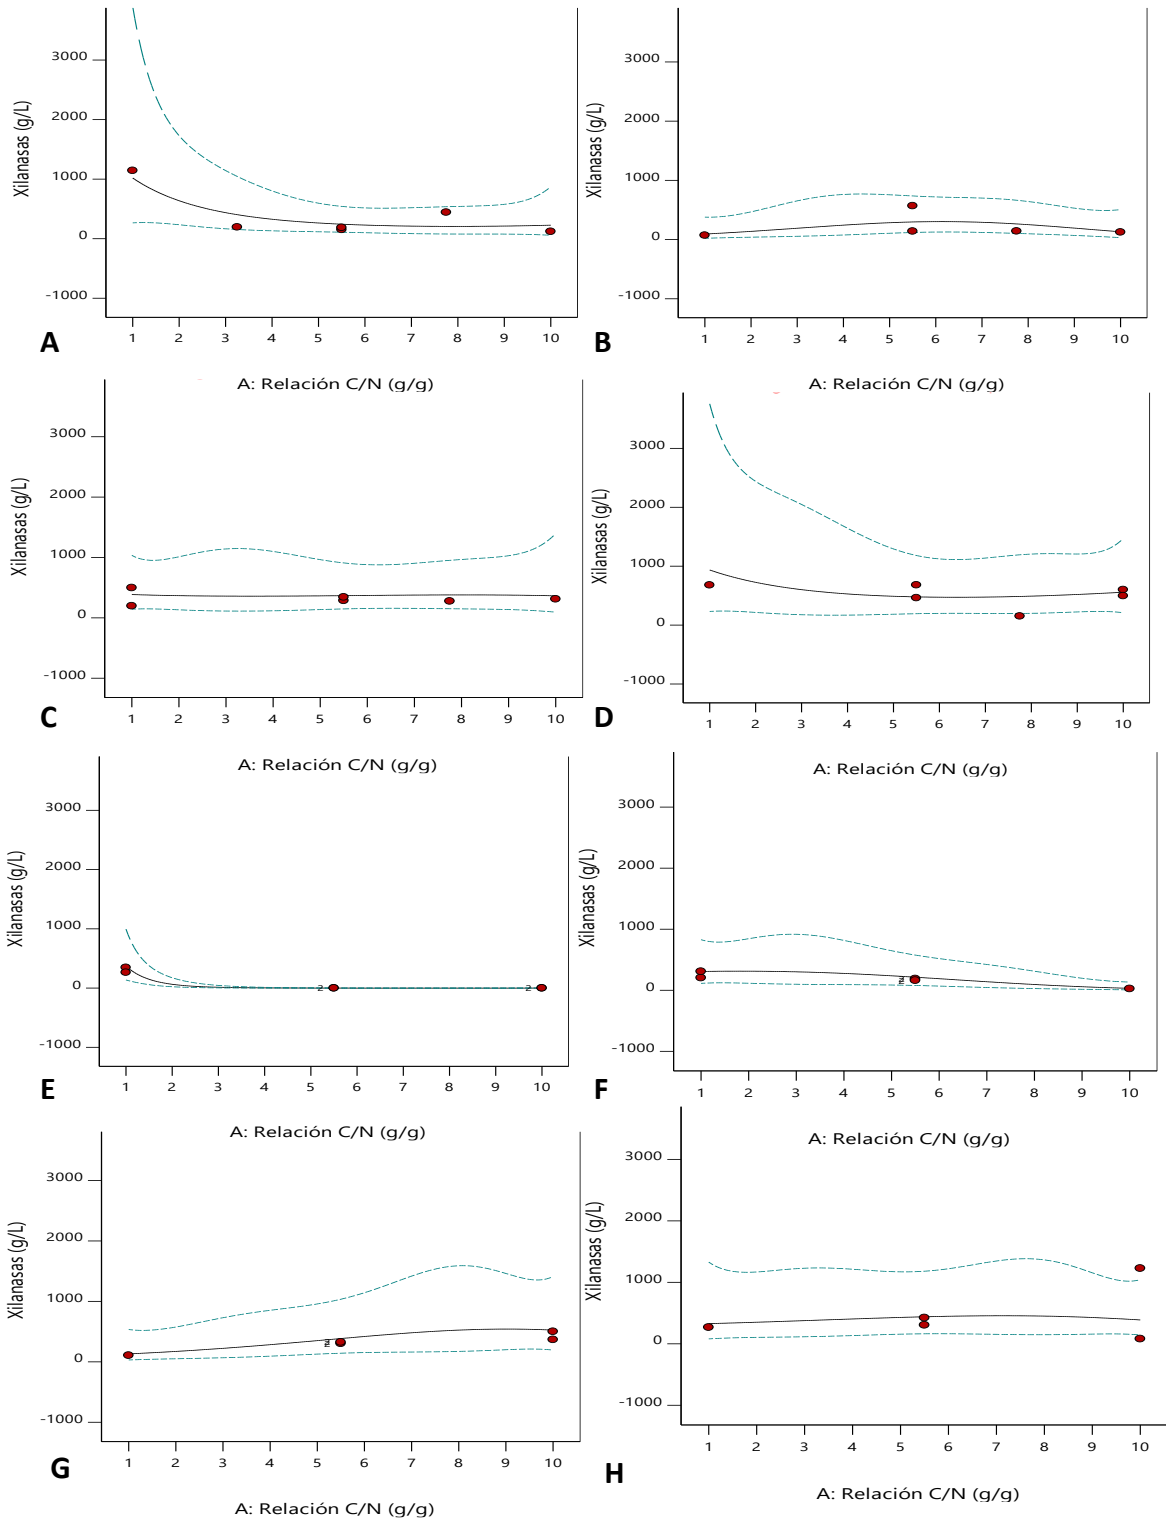 Xilanasas (g/L)
3000
2000
1000
0
-1000
1 2 3 4 5 6 7 8 9 10
A
A: Relación C/N (g/g)
Xilanasas (g/L)
3000
2000
1000
0
-1000
1 2 3 4 5 6 7 8 9 10
B
A: Relación C/N (g/g)
Xilanasas (g/L)
3000
2000
1000
0
-1000
1 2 3 4 5 6 7 8 9 10
C
A: Relación C/N (g/g)
Xilanasas (g/L)
3000
2000
1000
0
-1000
1 2 3 4 5 6 7 8 9 10
D
A: Relación C/N (g/g)
Xilanasas (g/L)
3000
2000
1000
0
-1000
2 2
1 2 3 4 5 6 7 8 9 10
E
A: Relación C/N (g/g)
Xilanasas (g/L)
3000
2000
1000
0
-1000
1 2 3 4 5 6 7 8 9 10
F
A: Relación C/N (g/g)
Xilanasas (g/L)
3000
2000
1000
0
-1000
1 2 3 4 5 6 7 8 9 10
G
A: Relación C/N (g/g)
Xilanasas (g/L)
3000
2000
1000
0
-1000
1 2 3 4 5 6 7 8 9 10
H
A: Relación C/N (g/g)